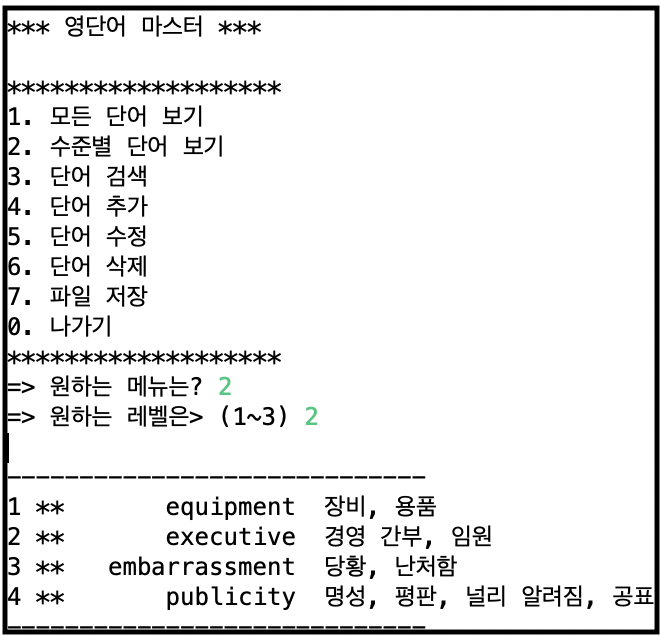 *** 영단어 마스터 ***
********************
1. 모든 단어 보기
2. 수준별 단어 보기
3. 단어 검색
4. 단어 추가
5. 단어 수정
6. 단어 삭제
7. 파일 저장
0. 나가기
********************
=> 원하는 메뉴는? 2
=> 원하는 레벨은> (1~3) 2
------------------------------
1 ** equipment 장비, 용품
2 ** executive 경영 간부, 임원
3 ** embarrassment 당황, 난처함
4 ** publicity 명성, 평판, 널리 알려짐, 공표
------------------------------